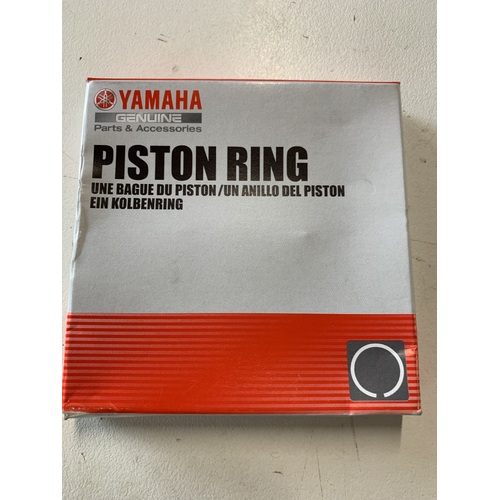 YAMAHA
GENUINE
Parts & Accessories
PISTON RING
UNE BAGUE DU PISTON/UN ANILLO DEL PISTON
EIN KOLBENRING